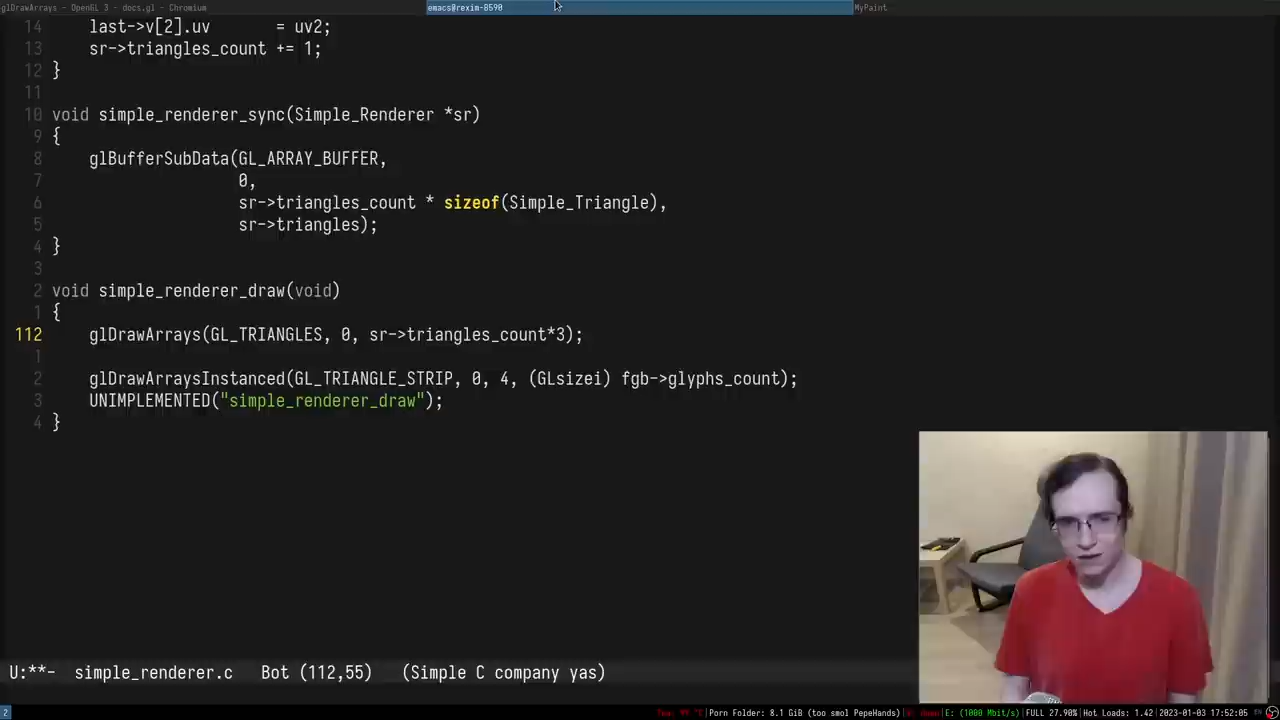 glDrawArrays - OpenGL 3 - docs.gl - Chromium
emacs@rexim-B590
MyPaint
14 last->v[2].uv = uv2;
13 sr->triangles_count += 1;
12 }
11
10 void simple_renderer_sync(Simple_Renderer *sr)
9 {
8 glBufferSubData(GL_ARRAY_BUFFER,
7 0,
6 sr->triangles_count * sizeof(Simple_Triangle),
5 sr->triangles);
4 }
3
2 void simple_renderer_draw(void)
1 {
112 glDrawArrays(GL_TRIANGLES, 0, sr->triangles_count*3);
1
2 glDrawArraysInstanced(GL_TRIANGLE_STRIP, 0, 4, (GLsizei) fgb->glyphs_count);
3 UNIMPLEMENTED("simple_renderer_draw");
4 }
U:**- simple_renderer.c Bot (112,55) (Simple C company yas)
2
|Porn Folder: 8.1 GiB (too smol PepeHands)|W: down|E: (1000 Mbit/s)|FULL 27.90%|Hot Loads: 1.42|2023-01-03 17:52:05 EN